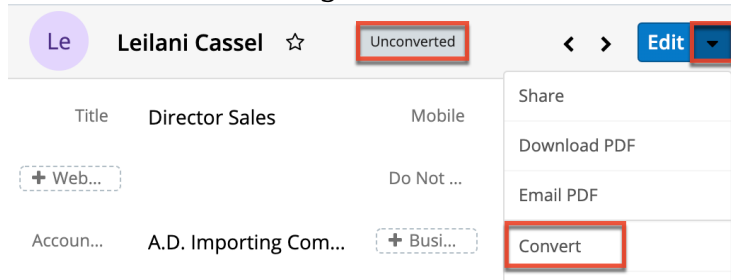 Le Leilani Cassel ☆ Unconverted < > Edit
Share
Title Director Sales Mobile
Download PDF
+ Web... Do Not ...
Email PDF
Accoun... A.D. Importing Com... + Busi...
Convert